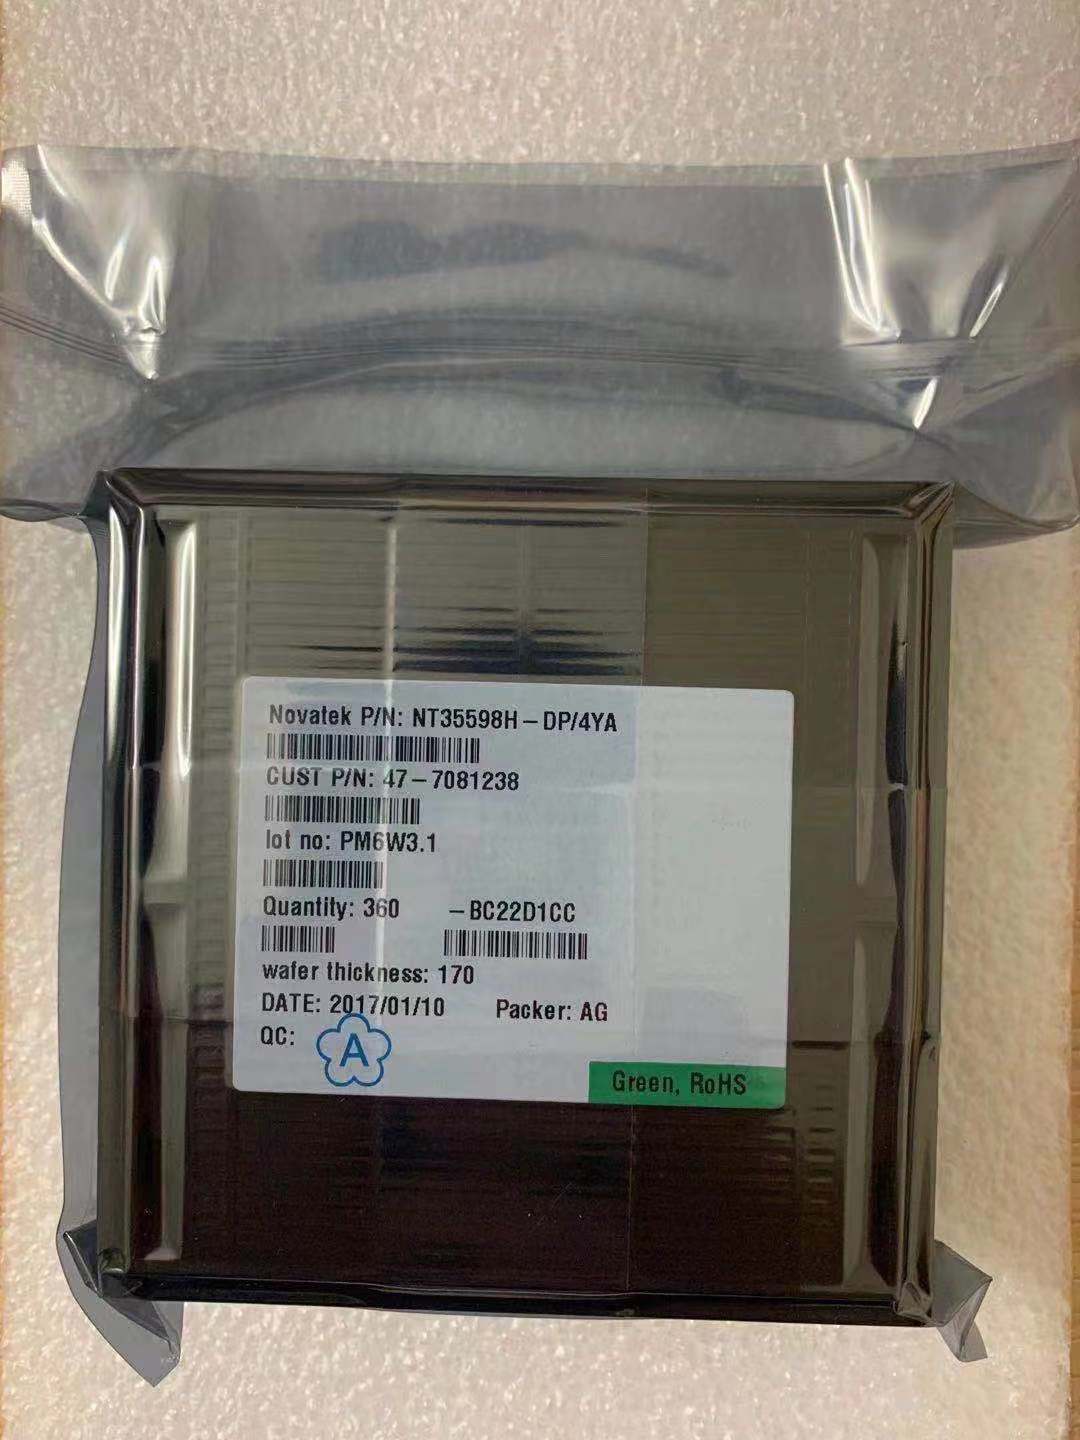 Novatek P/N: NT35598H-DP/4YA
CUST P/N: 47-7081238
lot no: PM6W3.1
Quantity: 360 -BC22D1CC
wafer thickness: 170
DATE: 2017/01/10 Packer: AG
QC: A
Green, RoHS